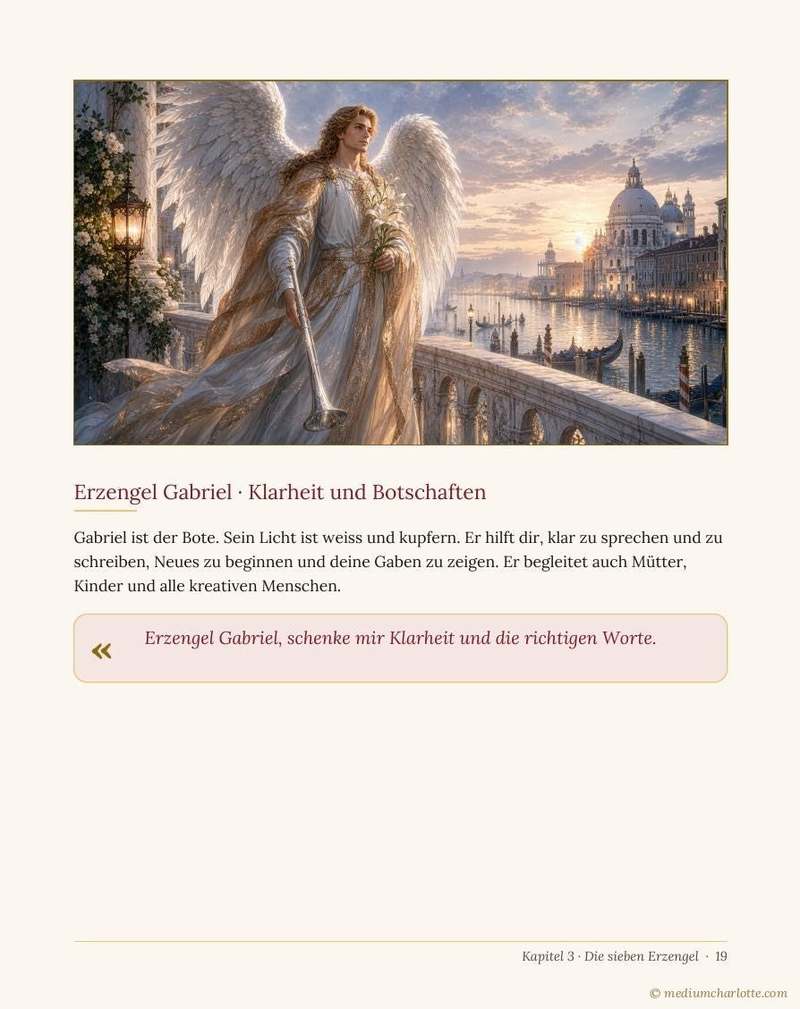 Erzengel Gabriel · Klarheit und Botschaften
Gabriel ist der Bote. Sein Licht ist weiss und kupfern. Er hilft dir, klar zu sprechen und zu
schreiben, Neues zu beginnen und deine Gaben zu zeigen. Er begleitet auch Mütter,
Kinder und alle kreativen Menschen.
« Erzengel Gabriel, schenke mir Klarheit und die richtigen Worte.
Kapitel 3 · Die sieben Erzengel · 19
© mediumcharlotte.com